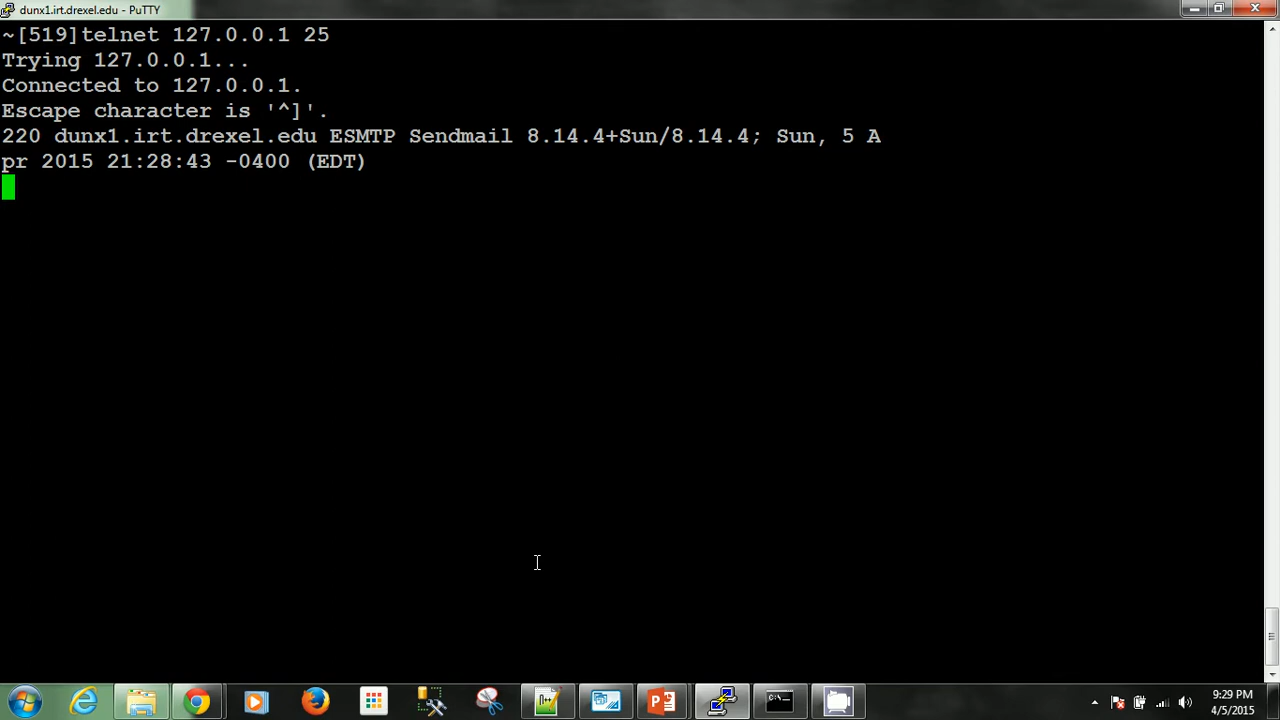 dunx1.irt.drexel.edu - PuTTY
~[519]telnet 127.0.0.1 25
Trying 127.0.0.1...
Connected to 127.0.0.1.
Escape character is '^]'.
220 dunx1.irt.drexel.edu ESMTP Sendmail 8.14.4+Sun/8.14.4; Sun, 5 A
pr 2015 21:28:43 -0400 (EDT)
9:29 PM
4/5/2015